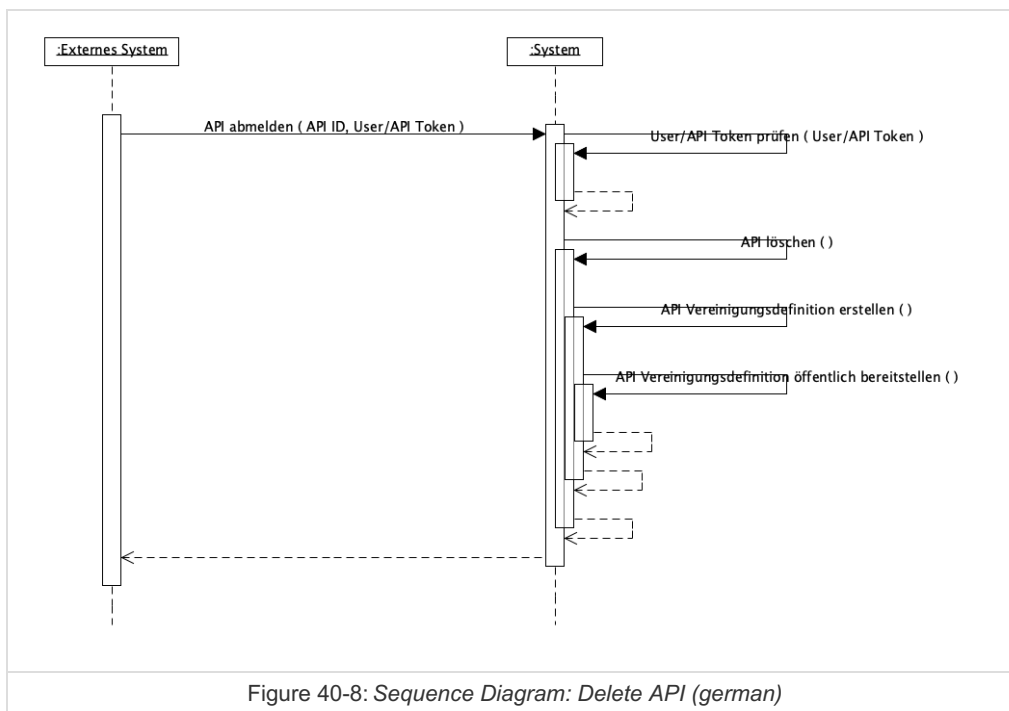 :Externes System
:System
API abmelden ( API ID, User/API Token )
User/API Token prüfen ( User/API Token )
API löschen ( )
API Vereinigungsdefinition erstellen ( )
API Vereinigungsdefinition öffentlich bereitstellen ( )
Figure 40-8: Sequence Diagram: Delete API (german)